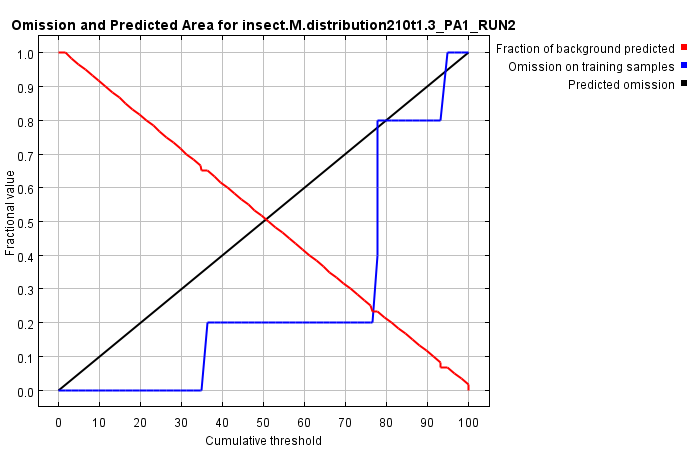 Omission and Predicted Area for insect.M.distribution210t1.3_PA1_RUN2
Fraction of background predicted
Omission on training samples
Predicted omission
1.0
0.9
0.8
0.7
0.6
0.5
0.4
0.3
0.2
0.1
0.0
Fractional value
0 10 20 30 40 50 60 70 80 90 100
Cumulative threshold